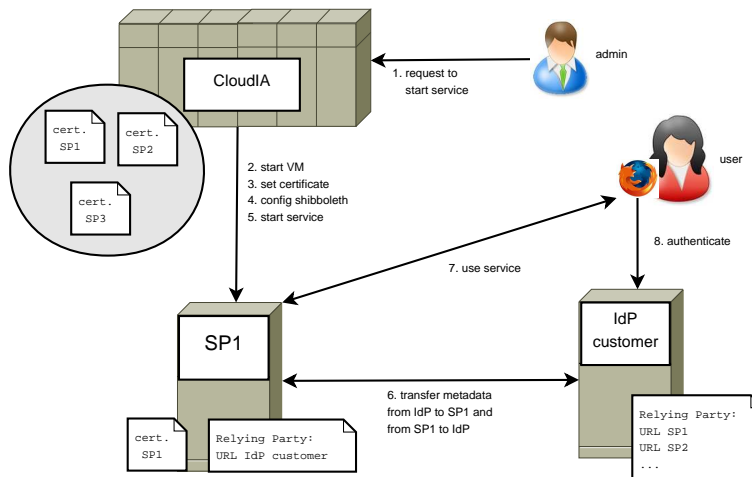 CloudIA
admin
1. request to
start service
cert.
SP1
cert.
SP2
cert.
SP3
user
2. start VM
3. set certificate
4. config shibboleth
5. start service
7. use service
8. authenticate
SP1
IdP
customer
6. transfer metadata
from IdP to SP1 and
from SP1 to IdP
cert.
SP1
Relying Party:
URL IdP customer
Relying Party:
URL SP1
URL SP2
...